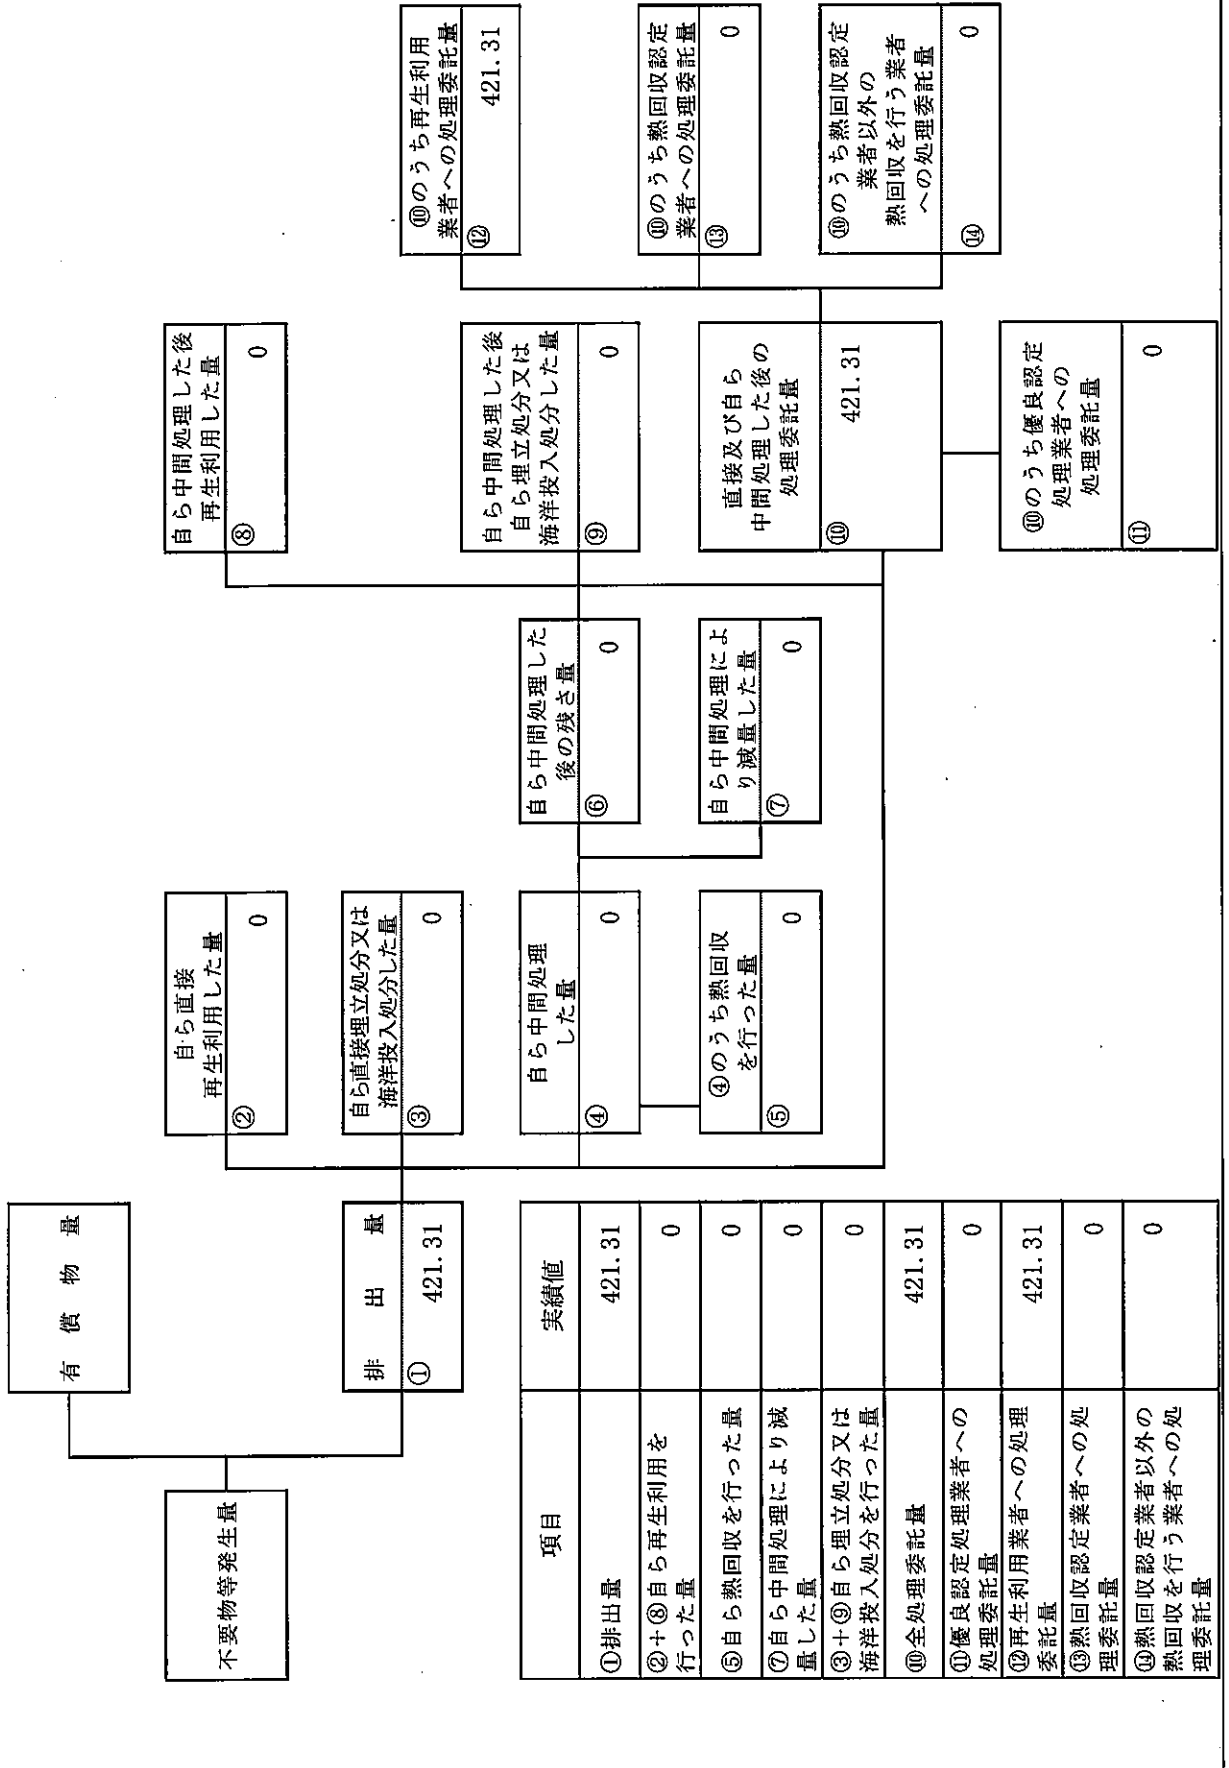 有償物量
不要物等発生量
排出量
① 421.31
自ら直接
再生利用した量
② 0
自ら直接埋立処分又は
海洋投入処分した量
③ 0
自ら中間処理
した量
④ 0
④のうち熱回収
を行った量
⑤ 0
自ら中間処理した
後の残さ量
⑥ 0
自ら中間処理によ
り減量した量
⑦ 0
自ら中間処理した後
再生利用した量
⑧ 0
自ら中間処理した後
自ら埋立処分又は
海洋投入処分した量
⑨ 0
直接及び自ら
中間処理した後の
処理委託量
⑩ 421.31
⑩のうち優良認定
処理業者への
処理委託量
⑪ 0
⑩のうち再生利用
業者への処理委託量
⑫ 421.31
⑩のうち熱回収認定
業者への処理委託量
⑬ 0
⑩のうち熱回収認定
業者以外の
熱回収を行う業者
への処理委託量
⑭ 0
項目 実績値
①排出量 421.31
②+⑧自ら再生利用を
行った量 0
⑤自ら熱回収を行った量 0
⑦自ら中間処理により減
量した量 0
③+⑨自ら埋立処分又は
海洋投入処分を行った量 0
⑩全処理委託量 421.31
⑪優良認定処理業者への
処理委託量 0
⑫再生利用業者への処理
委託量 421.31
⑬熱回収認定業者への処
理委託量 0
⑭熱回収認定業者以外の
熱回収を行う業者への処
理委託量 0